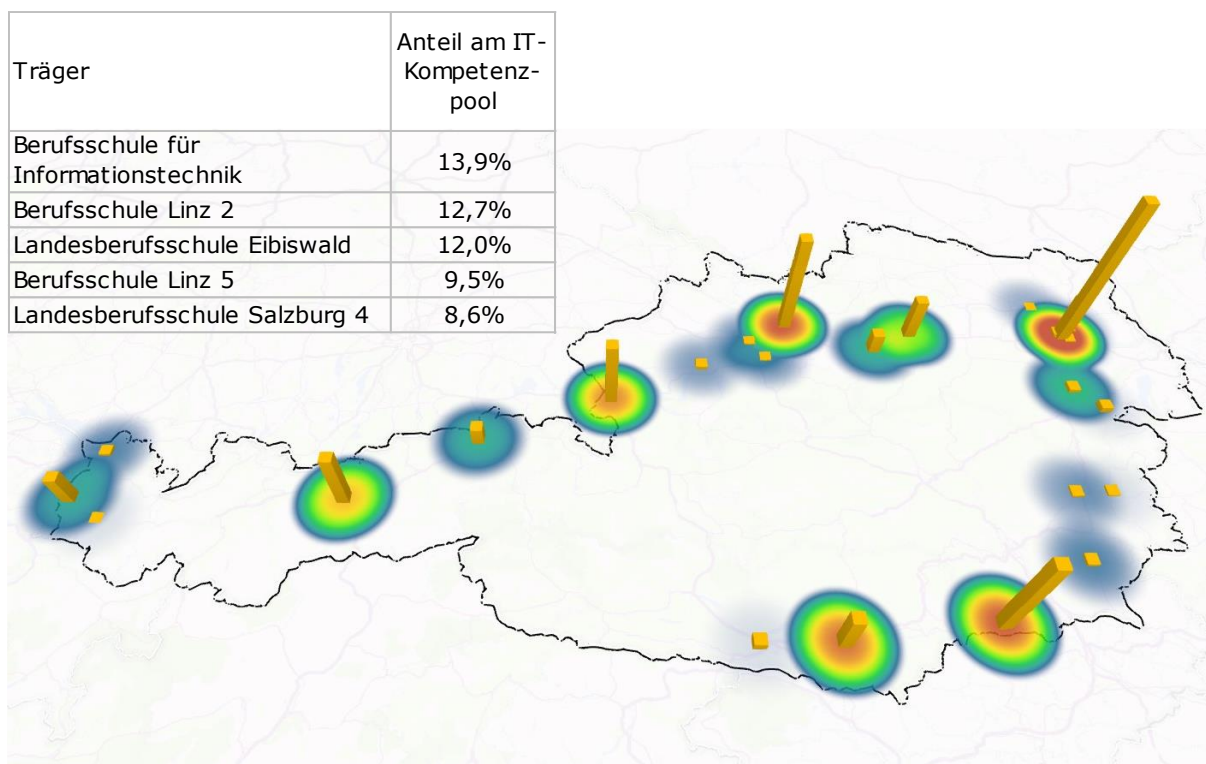 Träger
Anteil am IT-
Kompetenz-
pool
Berufsschule für
Informationstechnik
13,9%
Berufsschule Linz 2
12,7%
Landesberufsschule Eibiswald
12,0%
Berufsschule Linz 5
9,5%
Landesberufsschule Salzburg 4
8,6%